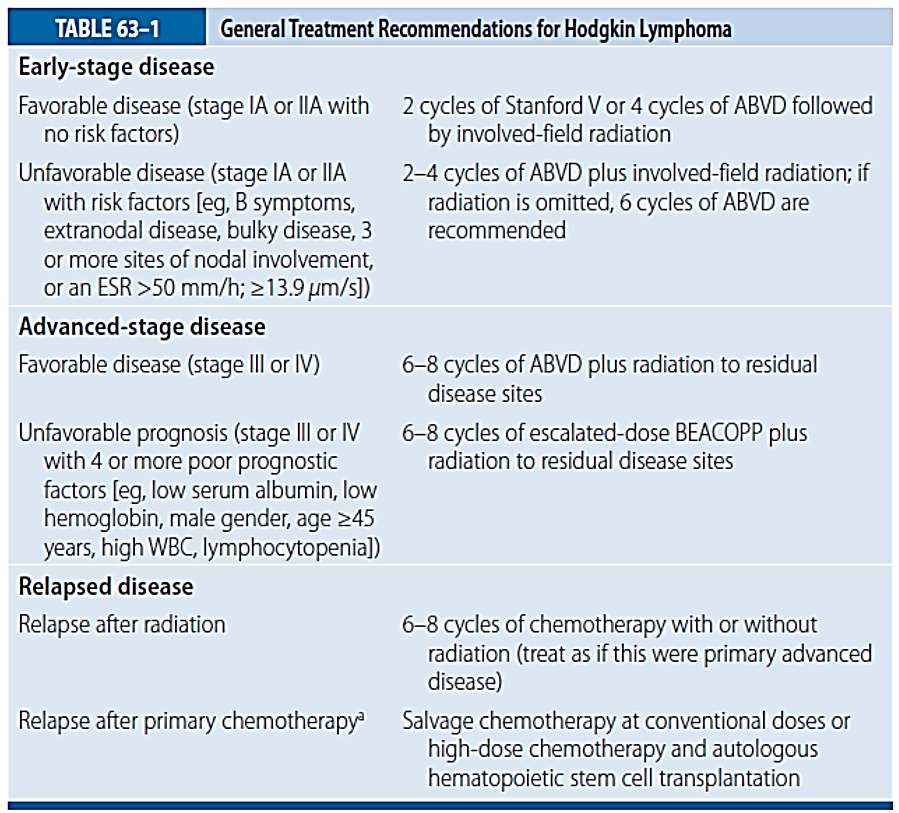 TABLE 63–1 General Treatment Recommendations for Hodgkin Lymphoma
Early-stage disease
Favorable disease (stage IA or IIA with
no risk factors)
2 cycles of Stanford V or 4 cycles of ABVD followed
by involved-field radiation
Unfavorable disease (stage IA or IIA
with risk factors [eg, B symptoms,
extranodal disease, bulky disease, 3
or more sites of nodal involvement,
or an ESR >50 mm/h; ≥13.9 μm/s])
2–4 cycles of ABVD plus involved-field radiation; if
radiation is omitted, 6 cycles of ABVD are
recommended
Advanced-stage disease
Favorable disease (stage III or IV)
6–8 cycles of ABVD plus radiation to residual
disease sites
Unfavorable prognosis (stage III or IV
with 4 or more poor prognostic
factors [eg, low serum albumin, low
hemoglobin, male gender, age ≥45
years, high WBC, lymphocytopenia])
6–8 cycles of escalated-dose BEACOPP plus
radiation to residual disease sites
Relapsed disease
Relapse after radiation
6–8 cycles of chemotherapy with or without
radiation (treat as if this were primary advanced
disease)
Relapse after primary chemotherapyᵃ
Salvage chemotherapy at conventional doses or
high-dose chemotherapy and autologous
hematopoietic stem cell transplantation